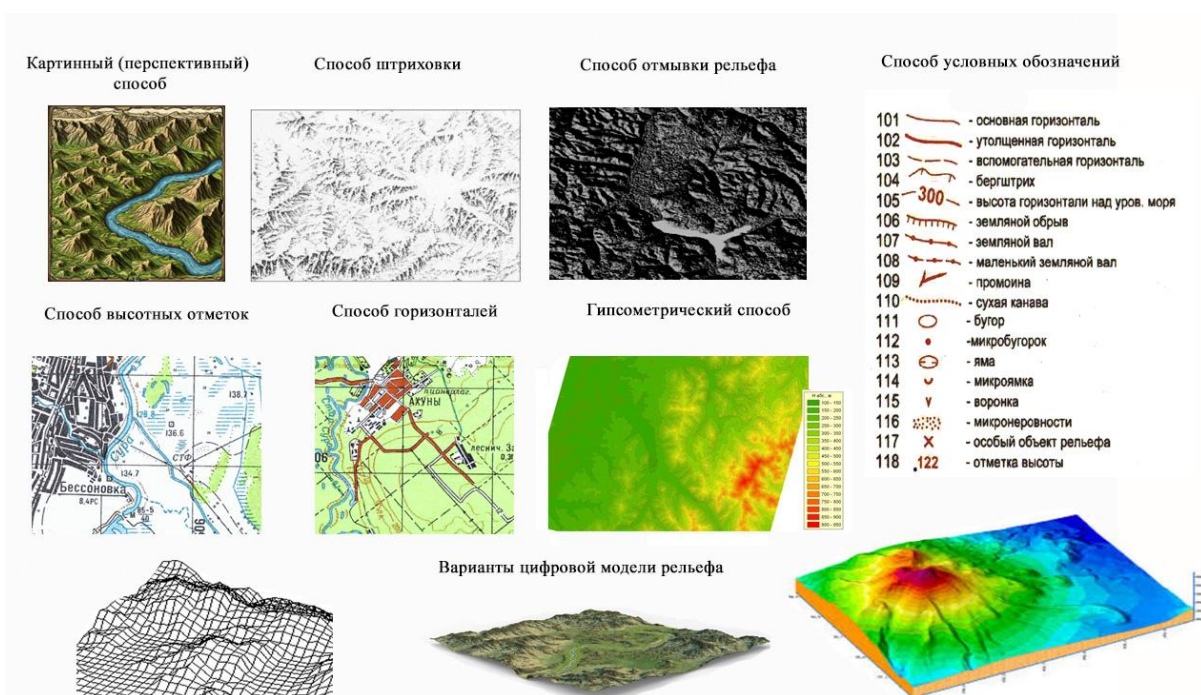 Картинный (перспективный)
способ
Способ штриховки
Способ отмывки рельефа
Способ условных обозначений
101 - основная горизонталь
102 - утолщенная горизонталь
103 - вспомогательная горизонталь
104 - бергштрих
105 300 - высота горизонтали над уров. моря
106 - земляной обрыв
107 - земляной вал
108 - маленький земляной вал
109 - промоина
110 - сухая канава
111 - бугор
112 -микробугорок
113 - яма
114 - микроямка
115 - воронка
116 - микронеровности
117 - особый объект рельефа
118 122 - отметка высоты
Способ высотных отметок
Способ горизонталей
Гипсометрический способ
138.7
136.6
Сура
СТФ
134.7
Бессоновка
8,4РС
06
АХУНЫ
06
Варианты цифровой модели рельефа